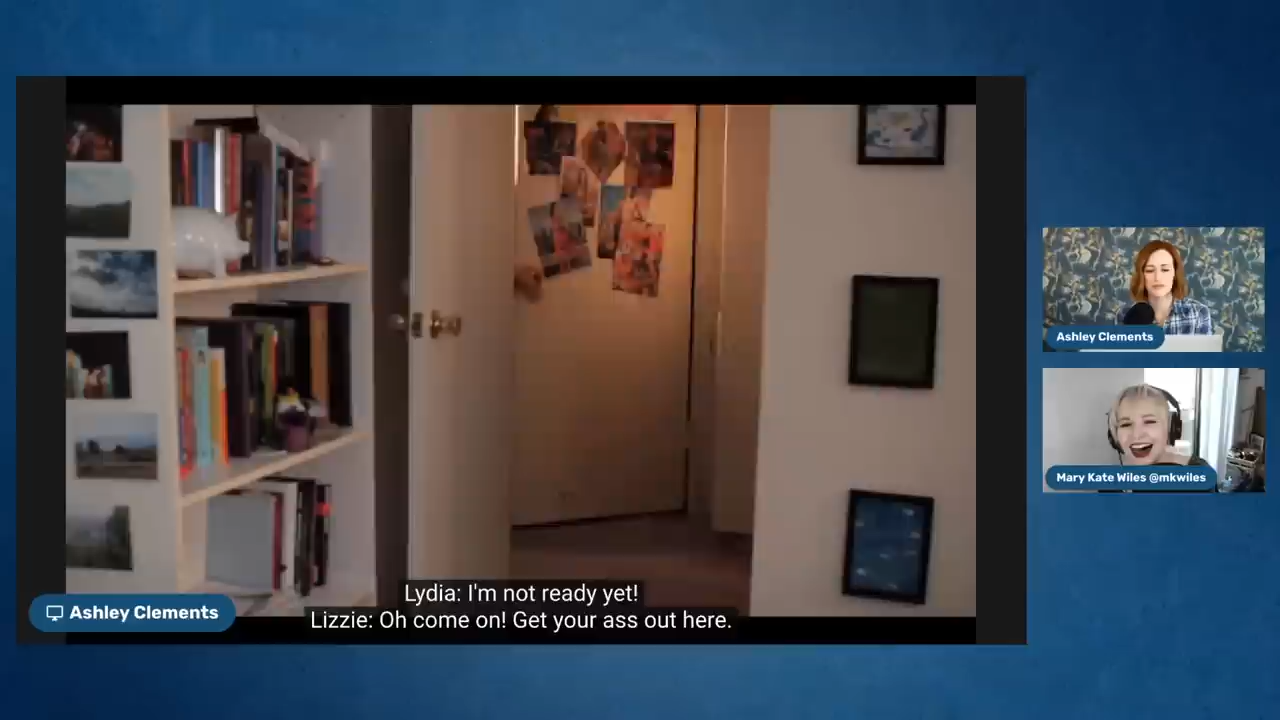 Lydia: I'm not ready yet!
Lizzie: Oh come on! Get your ass out here.
Ashley Clements
Ashley Clements
Mary Kate Wiles @mkwiles